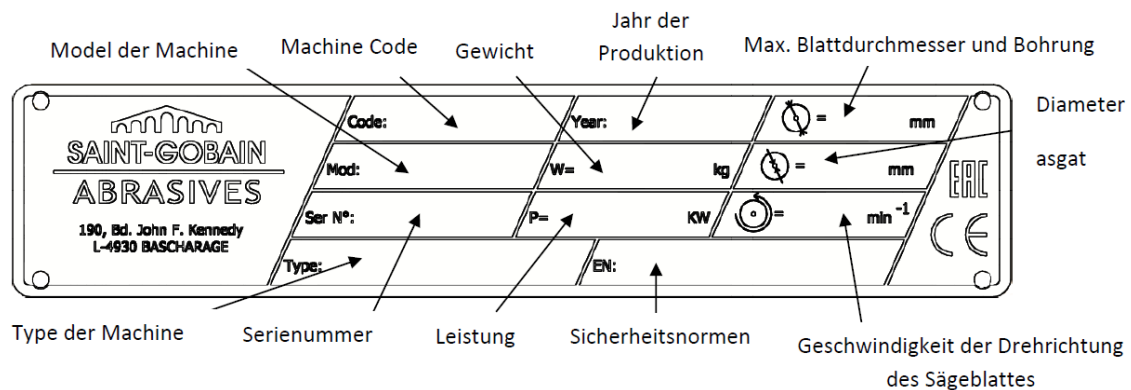 Jahr der
Produktion
Model der Machine
Machine Code
Gewicht
Max. Blattdurchmesser und Bohrung
Diameter
asgat
SAINT-GOBAIN
ABRASIVES
190, Bd. John F. Kennedy
L-4930 BASCHARAGE
Code:
Year:
= mm
Mod:
W= kg
= mm
Ser N°:
P= KW
= min⁻¹
Type:
EN:
EAC
CE
Type der Machine
Serienummer
Leistung
Sicherheitsnormen
Geschwindigkeit der Drehrichtung
des Sägeblattes